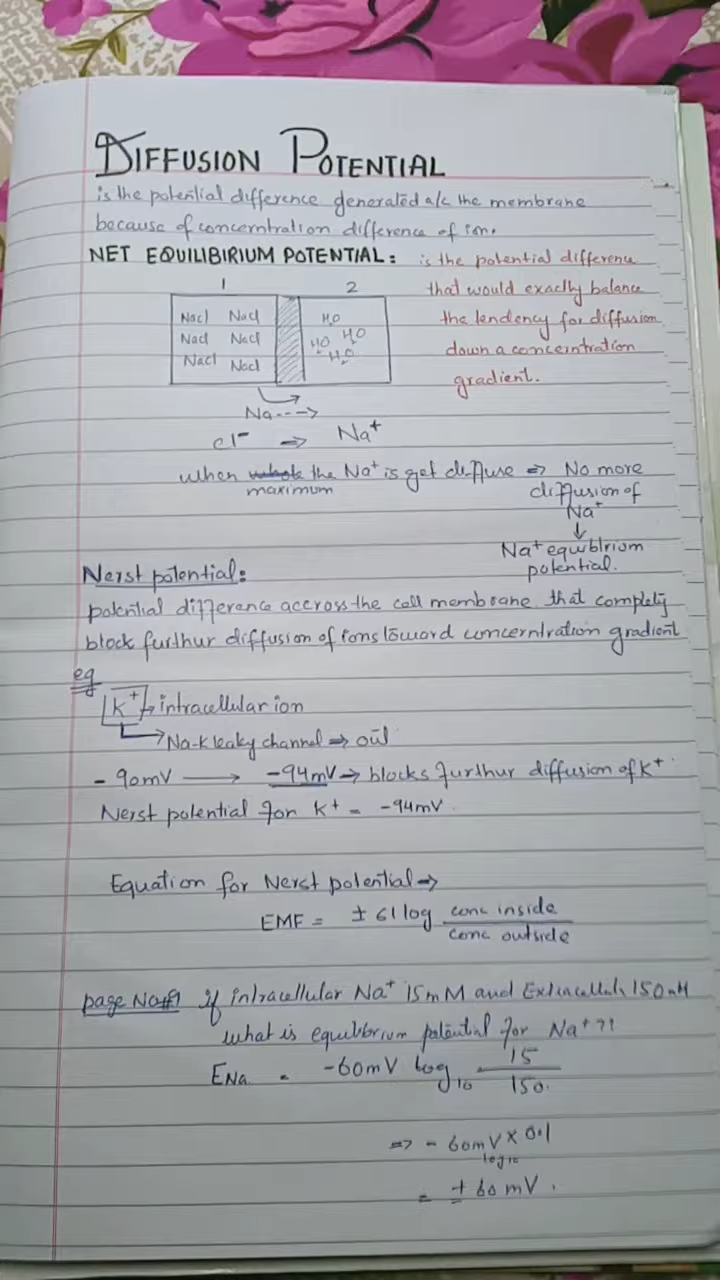 DIFFUSION POTENTIAL
is the potential difference generated a/c the membrane
because of concerntration difference of ion.
NET EQUILIBIRIUM POTENTIAL: is the potential difference
that would exactly balance
the tendency for diffusion
down a concerntration
gradient.
1 2
Nacl Nacl H2O
Nacl Nacl H2O H2O
Nacl Nacl H2O
Na--->
cl- ⇒ Na+
when the Na+ is get diffuse ⇒ No more
maximum diffusion of
Na+
↓
Na+ equiblrium
potential.
Nerst potential:
potential difference accross the cell membrane that completly
block furthur diffusion of ions toward concerntration gradient
eg
K+ → intracellular ion
→ Na-k leaky channel ⇒ out
- 90mV → -94mV → blocks furthur diffusion of K+
Nerst potential for K+ = -94mV.
Equation for Nerst potential ⇒
EMF = ± 61 log conc inside
conc outside
page No#9 if intracellular Na+ 15mM and Extracellular 150mM
what is equilibrium potential for Na+??
ENa = -60mV log10 15
150.
⇒ - 60mV × 0.1
log10
= + 60 mV.